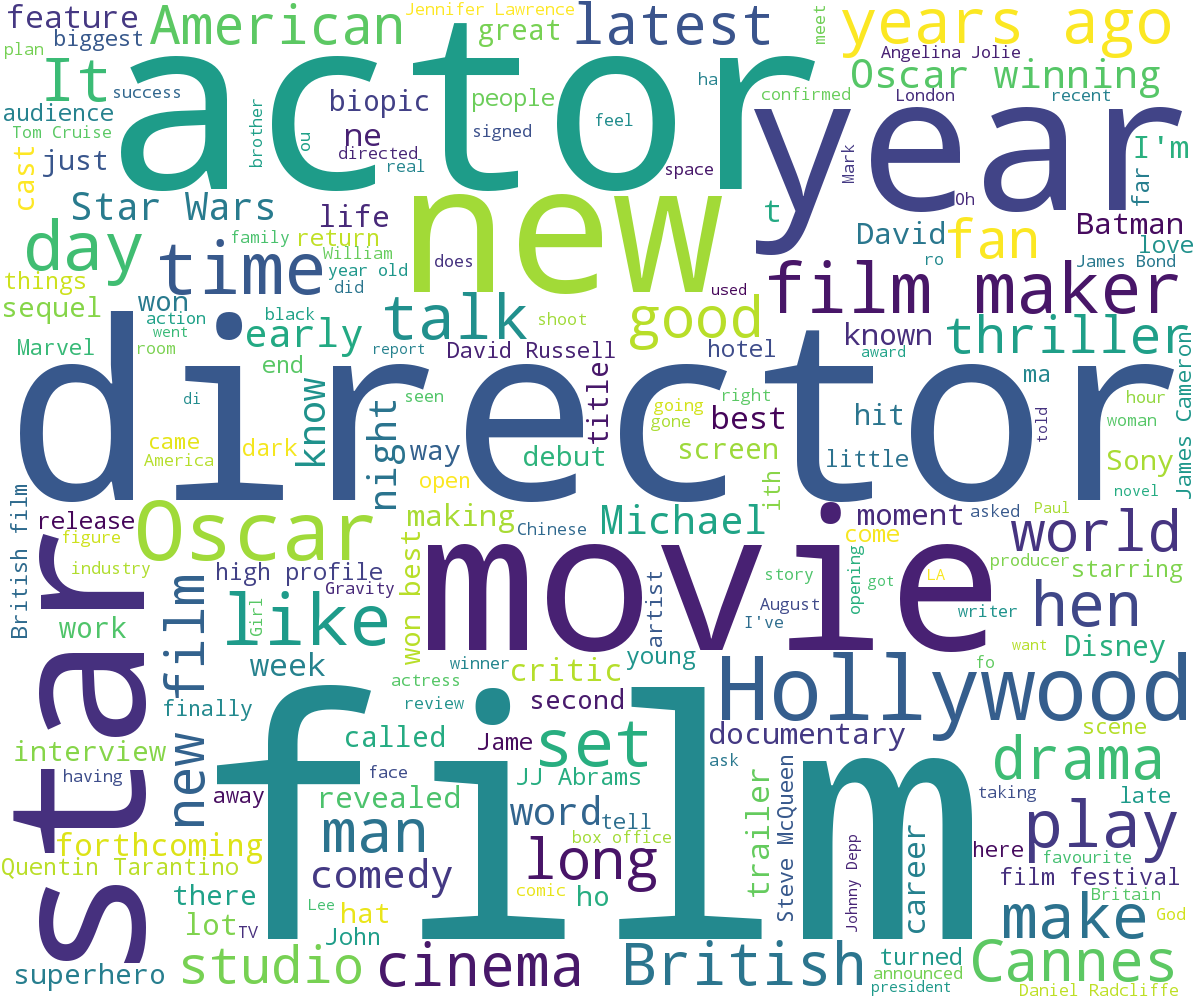 feature
Jennifer Lawrence
American
great
latest
meet
years ago
biggest
plan
Angelina Jolie
It
actor
Oscar winning
success
biopic
people
ha
confirmed
London
recent
audience
brother
ou
ne
signed
feel
year
Tom Cruise
cast
just
directed
real
space
Mark
I'm
far
Star Wars
life
new
Oh
t
Batman
day
family
return
David
fan
love
time
William
does
ro
James Bond
things
year old
did
used
film maker
sequel
won
action
black
early
talk
shoot
good
known
thriller
went
Marvel
room
end
report
David Russell
title
hotel
award
ma
James Cameron
director
di
know
night
seen
going
gone
right
best
hit
told
hour
woman
came
dark
way
debut
screen
little
America
open
Sony
British film
ith
novel
release
Oscar
making
Chinese
Michael
moment
asked
Paul
world
figure
come
industry
high profile
movie
producer
starring
star
Gravity
story
opening
got
LA
new film
Girl
like
won best
artist
August
I've
writer
hen
work
want
Disney
week
winner
critic
young
fo
actress
finally
review
second
Hollywood
scene
interview
called
Jame
set
documentary
having
film
face
JJ Abrams
ask
drama
away
revealed
trailer
Steve McQueen
taking
late
man
word
tell
box office
forthcoming
play
Johnny Depp
career
here
favourite
Quentin Tarantino
comedy
long
film festival
there
comic
ho
Britain
lot
TV
Lee
hat
John
make
God
superhero
studio
cinema
British
turned
announced
president
Cannes
Daniel Radcliffe